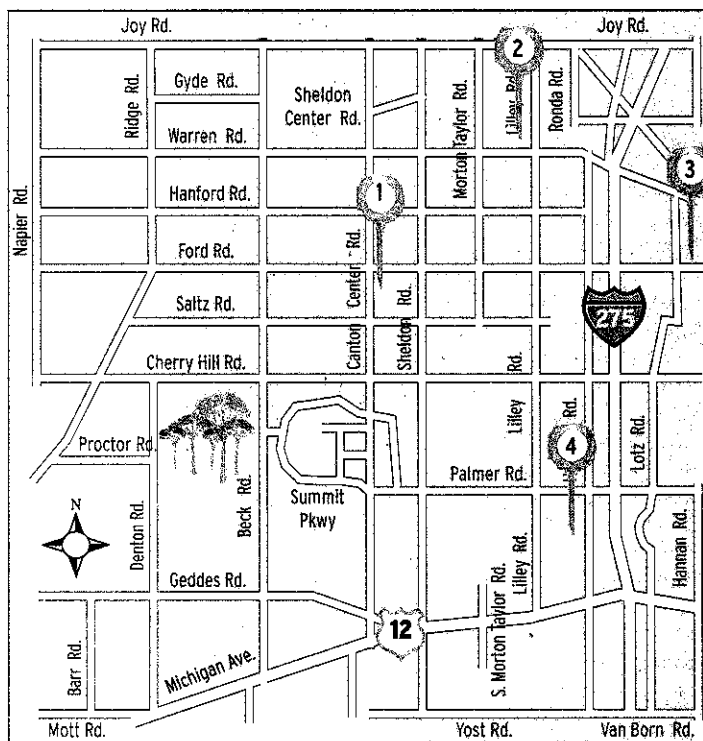 Joy Rd.
Joy Rd.
2
Gyde Rd.
Ridge Rd.
Sheldon
Center Rd.
Morton Taylor Rd.
Lilley Rd.
Ronda Rd.
Warren Rd.
3
1
Hanford Rd.
Napier Rd.
Ford Rd.
Canton Center Rd.
Saltz Rd.
Sheldon Rd.
275
Cherry Hill Rd.
Lilley Rd.
Rd.
4
Proctor Rd.
Lotz Rd.
Palmer Rd.
Beck Rd.
Summit
Pkwy
N
Denton Rd.
Hannan Rd.
Geddes Rd.
Lilley Rd.
S. Morton Taylor Rd.
12
Barr Rd.
Michigan Ave.
Mott Rd.
Yost Rd.
Van Born Rd.